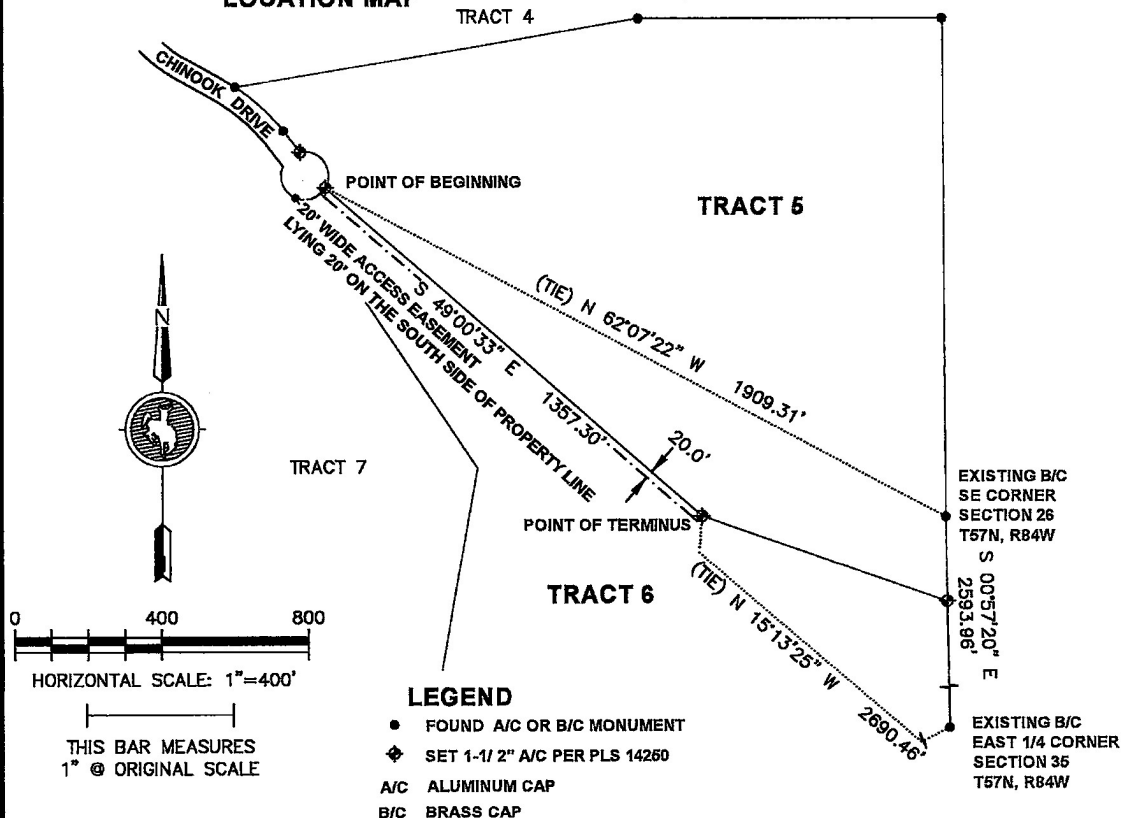 LOCATION MAP
TRACT 4
CHINOOK DRIVE
POINT OF BEGINNING
TRACT 5
20' WIDE ACCESS EASEMENT
LYING 20' ON THE SOUTH SIDE OF PROPERTY LINE
S 49°00'33" E
1357.30'
(TIE) N 62°07'22" W 1909.31'
20.0'
N
TRACT 7
POINT OF TERMINUS
EXISTING B/C
SE CORNER
SECTION 26
T57N, R84W
S 00°57'20" E
2593.96'
TRACT 6
(TIE) N 15°13'25" W
2690.46'
0 400 800
HORIZONTAL SCALE: 1"=400'
THIS BAR MEASURES
1" @ ORIGINAL SCALE
LEGEND
FOUND A/C OR B/C MONUMENT
SET 1-1/2" A/C PER PLS 14250
A/C ALUMINUM CAP
B/C BRASS CAP
EXISTING B/C
EAST 1/4 CORNER
SECTION 35
T57N, R84W